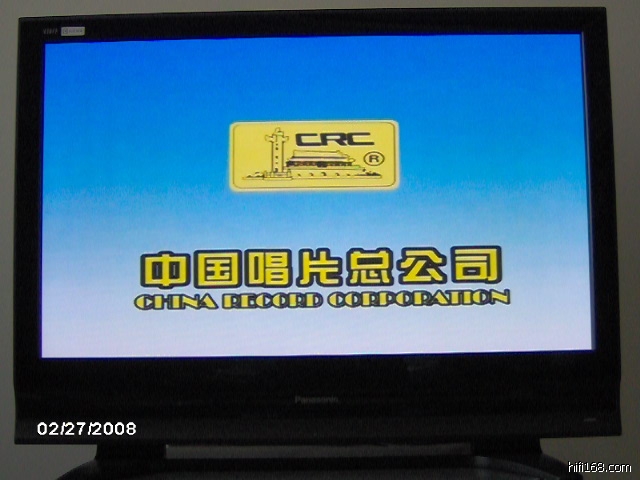 CRC
®
中国唱片总公司
CHINA RECORD CORPORATION
Panasonic
02/27/2008
hifi168.com